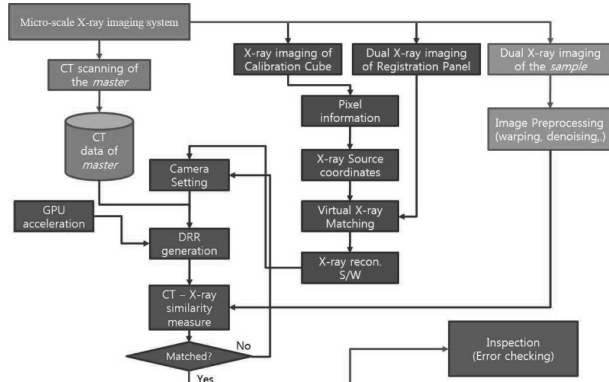 Micro-scale X-ray imaging system
CT scanning of
the master
CT
data of
master
X-ray imaging of
Calibration Cube
Dual X-ray imaging
of Registration Panel
Dual X-ray imaging
of the sample
Pixel
information
Image Preprocessing
(warping, denoising,.)
X-ray Source
coordinates
Camera
Setting
GPU
acceleration
Virtual X-ray
Matching
DRR
generation
X-ray recon.
S/W
CT – X-ray
similarity
measure
Matched?
No
Yes
Inspection
(Error checking)